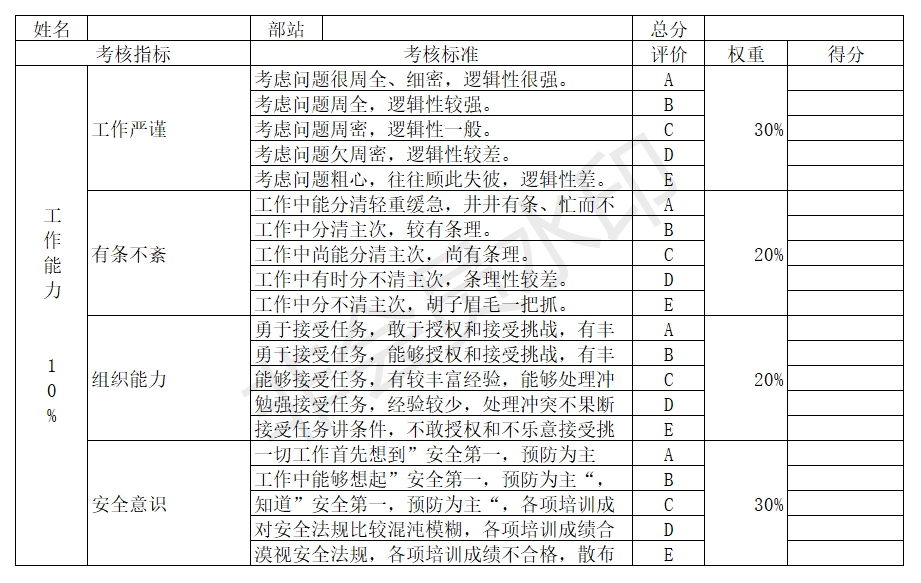 姓名 部站 总分
考核指标 考核标准 评价 权重 得分
工作能力 10%
工作严谨 30%
考虑问题很周全、细密，逻辑性很强。 A
考虑问题周全，逻辑性较强。 B
考虑问题周密，逻辑性一般。 C
考虑问题欠周密，逻辑性较差。 D
考虑问题粗心，往往顾此失彼，逻辑性差。 E
有条不紊 20%
工作中能分清轻重缓急，井井有条、忙而不 A
工作中分清主次，较有条理。 B
工作中尚能分清主次，尚有条理。 C
工作中有时分不清主次，条理性较差。 D
工作中分不清主次，胡子眉毛一把抓。 E
组织能力 20%
勇于接受任务，敢于授权和接受挑战，有丰 A
勇于接受任务，能够授权和接受挑战，有丰 B
能够接受任务，有较丰富经验，能够处理冲 C
勉强接受任务，经验较少，处理冲突不果断 D
接受任务讲条件，不敢授权和不乐意接受挑 E
安全意识 30%
一切工作首先想到”安全第一，预防为主 A
工作中能够想起”安全第一，预防为主“， B
知道”安全第一，预防为主“，各项培训成 C
对安全法规比较混沌模糊，各项培训成绩合 D
漠视安全法规，各项培训成绩不合格，散布 E
非会员水印